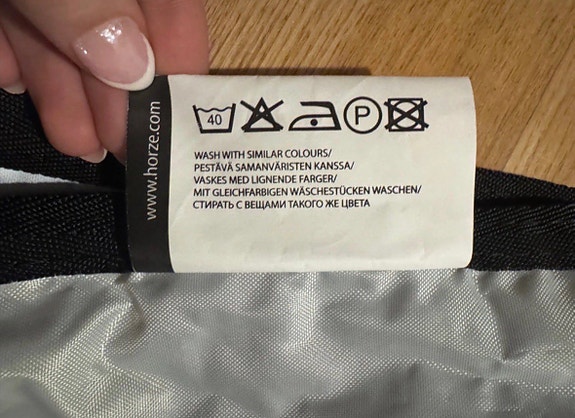 www.horze.com
40
P
WASH WITH SIMILAR COLOURS/
PESTÄVÄ SAMANVÄRISTEN KANSSA/
VASKES MED LIGNENDE FARGER/
MIT GLEICHFARBIGEN WÄSCHESTÜCKEN WASCHEN/
СТИРАТЬ С ВЕЩАМИ ТАКОГО ЖЕ ЦВЕТА